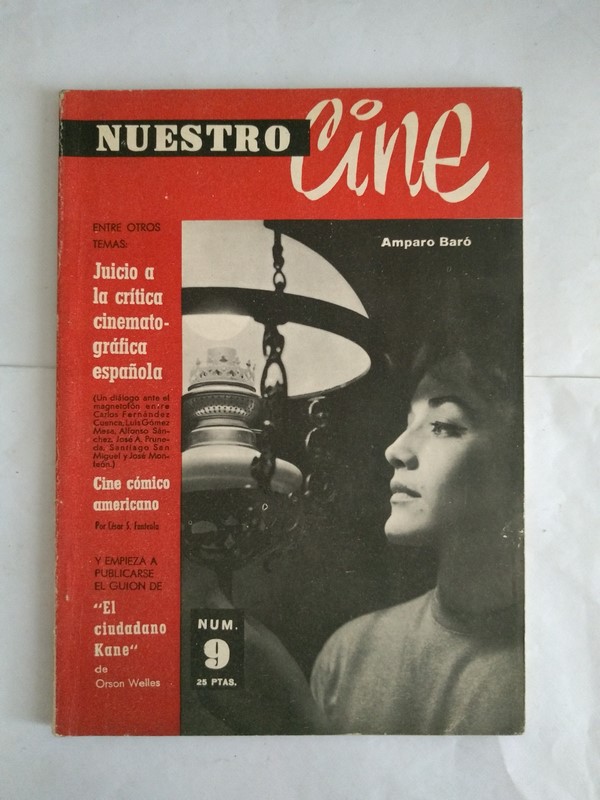 NUESTRO cine
Amparo Baró
ENTRE OTROS
TEMAS:
Juicio a
la crítica
cinemato-
gráfica
española
(Un diálogo ante el
magnetofón entre
Carlos Fernández
Cuenca, Luis Gómez
Mesa, Alfonso Sán-
chez, José A. Prune-
da, Santiago San
Miguel y José Mon-
león.)
Cine cómico
americano
Por César S. Fontenla
Y EMPIEZA A
PUBLICARSE
EL GUION DE
"El
ciudadano
Kane"
de
Orson Welles
NUM.
9
25 PTAS.